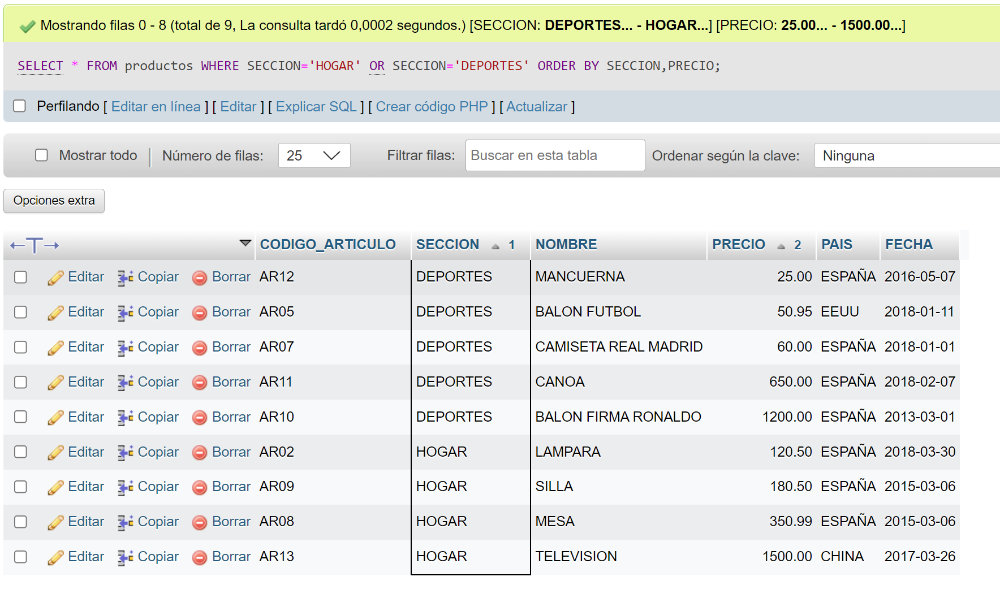 Mostrando filas 0 - 8 (total de 9, La consulta tardó 0,0002 segundos.) [SECCION: DEPORTES... - HOGAR...] [PRECIO: 25.00... - 1500.00...]
SELECT * FROM productos WHERE SECCION='HOGAR' OR SECCION='DEPORTES' ORDER BY SECCION,PRECIO;
Perfilando [ Editar en línea ] [ Editar ] [ Explicar SQL ] [ Crear código PHP ] [ Actualizar ]
Mostrar todo Número de filas: 25 Filtrar filas: Buscar en esta tabla Ordenar según la clave: Ninguna
Opciones extra
CODIGO_ARTICULO SECCION 1 NOMBRE PRECIO 2 PAIS FECHA
Editar Copiar Borrar AR12 DEPORTES MANCUERNA 25.00 ESPAÑA 2016-05-07
Editar Copiar Borrar AR05 DEPORTES BALON FUTBOL 50.95 EEUU 2018-01-11
Editar Copiar Borrar AR07 DEPORTES CAMISETA REAL MADRID 60.00 ESPAÑA 2018-01-01
Editar Copiar Borrar AR11 DEPORTES CANOA 650.00 ESPAÑA 2018-02-07
Editar Copiar Borrar AR10 DEPORTES BALON FIRMA RONALDO 1200.00 ESPAÑA 2013-03-01
Editar Copiar Borrar AR02 HOGAR LAMPARA 120.50 ESPAÑA 2018-03-30
Editar Copiar Borrar AR09 HOGAR SILLA 180.50 ESPAÑA 2015-03-06
Editar Copiar Borrar AR08 HOGAR MESA 350.99 ESPAÑA 2015-03-06
Editar Copiar Borrar AR13 HOGAR TELEVISION 1500.00 CHINA 2017-03-26